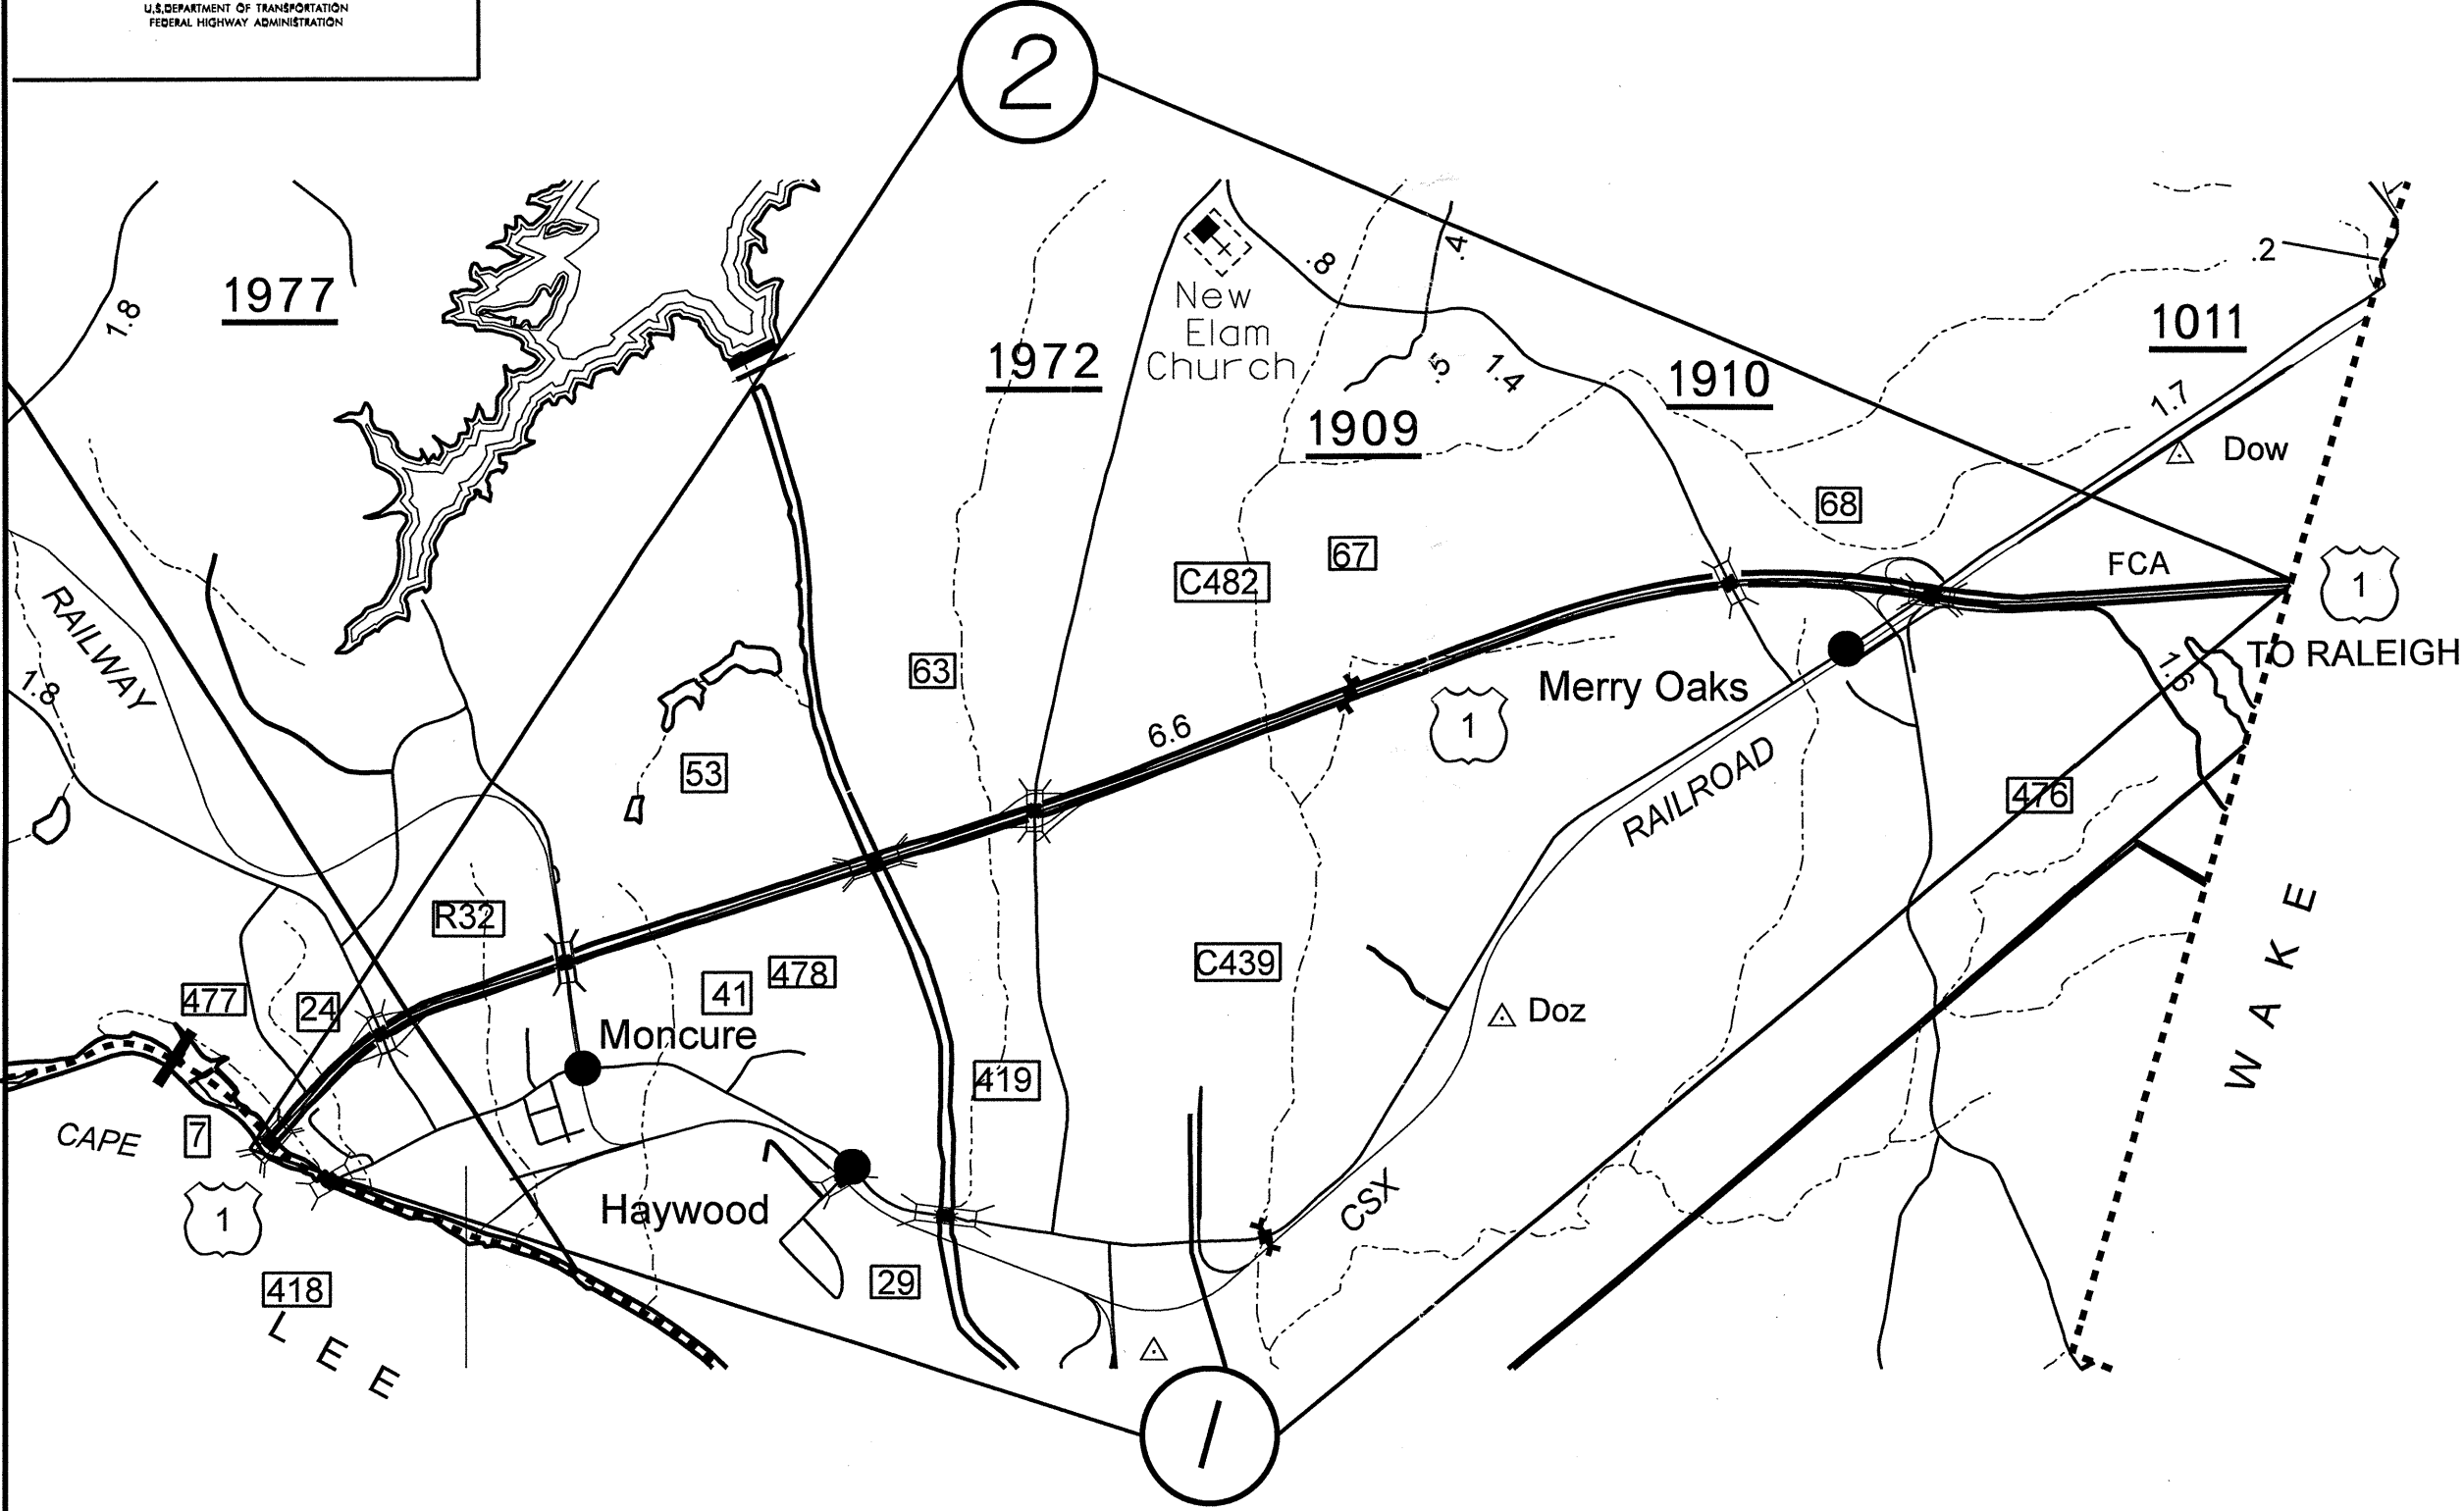 U.S.DEPARTMENT OF TRANSPORTATION
FEDERAL HIGHWAY ADMINISTRATION
2
1.8
1977
1972
New
Elam
Church
.8
.4
.5
1.4
1909
1910
1011
.2
1.7
Dow
68
67
C482
FCA
1
TO RALEIGH
1.6
RAILWAY
1.8
63
53
6.6
1
Merry Oaks
RAILROAD
476
R32
477
24
41
478
Moncure
C439
Doz
WAKE
419
CAPE
7
1
418
LEE
Haywood
29
CSX
1